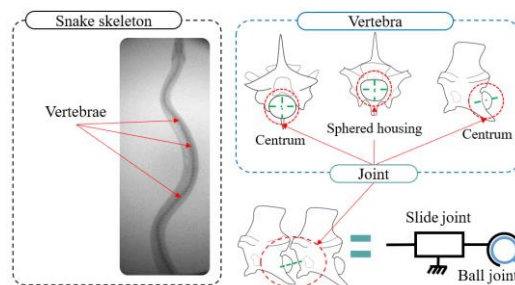 Snake skeleton
Vertebrae
Vertebra
Centrum
Sphered housing
Centrum
Joint
Slide joint
Ball joint